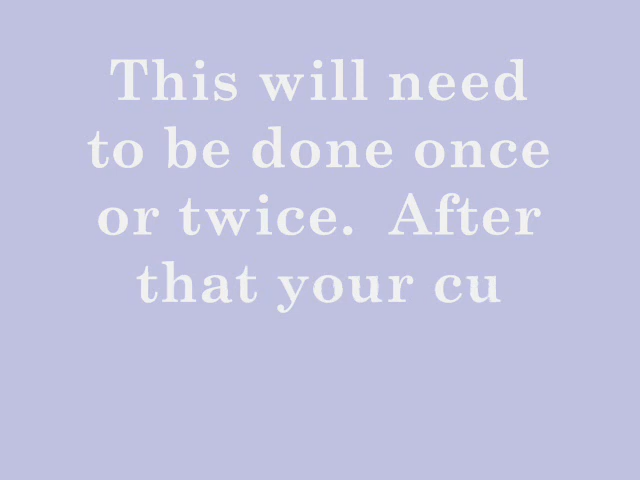 This will need
to be done once
or twice.  After
that your cu